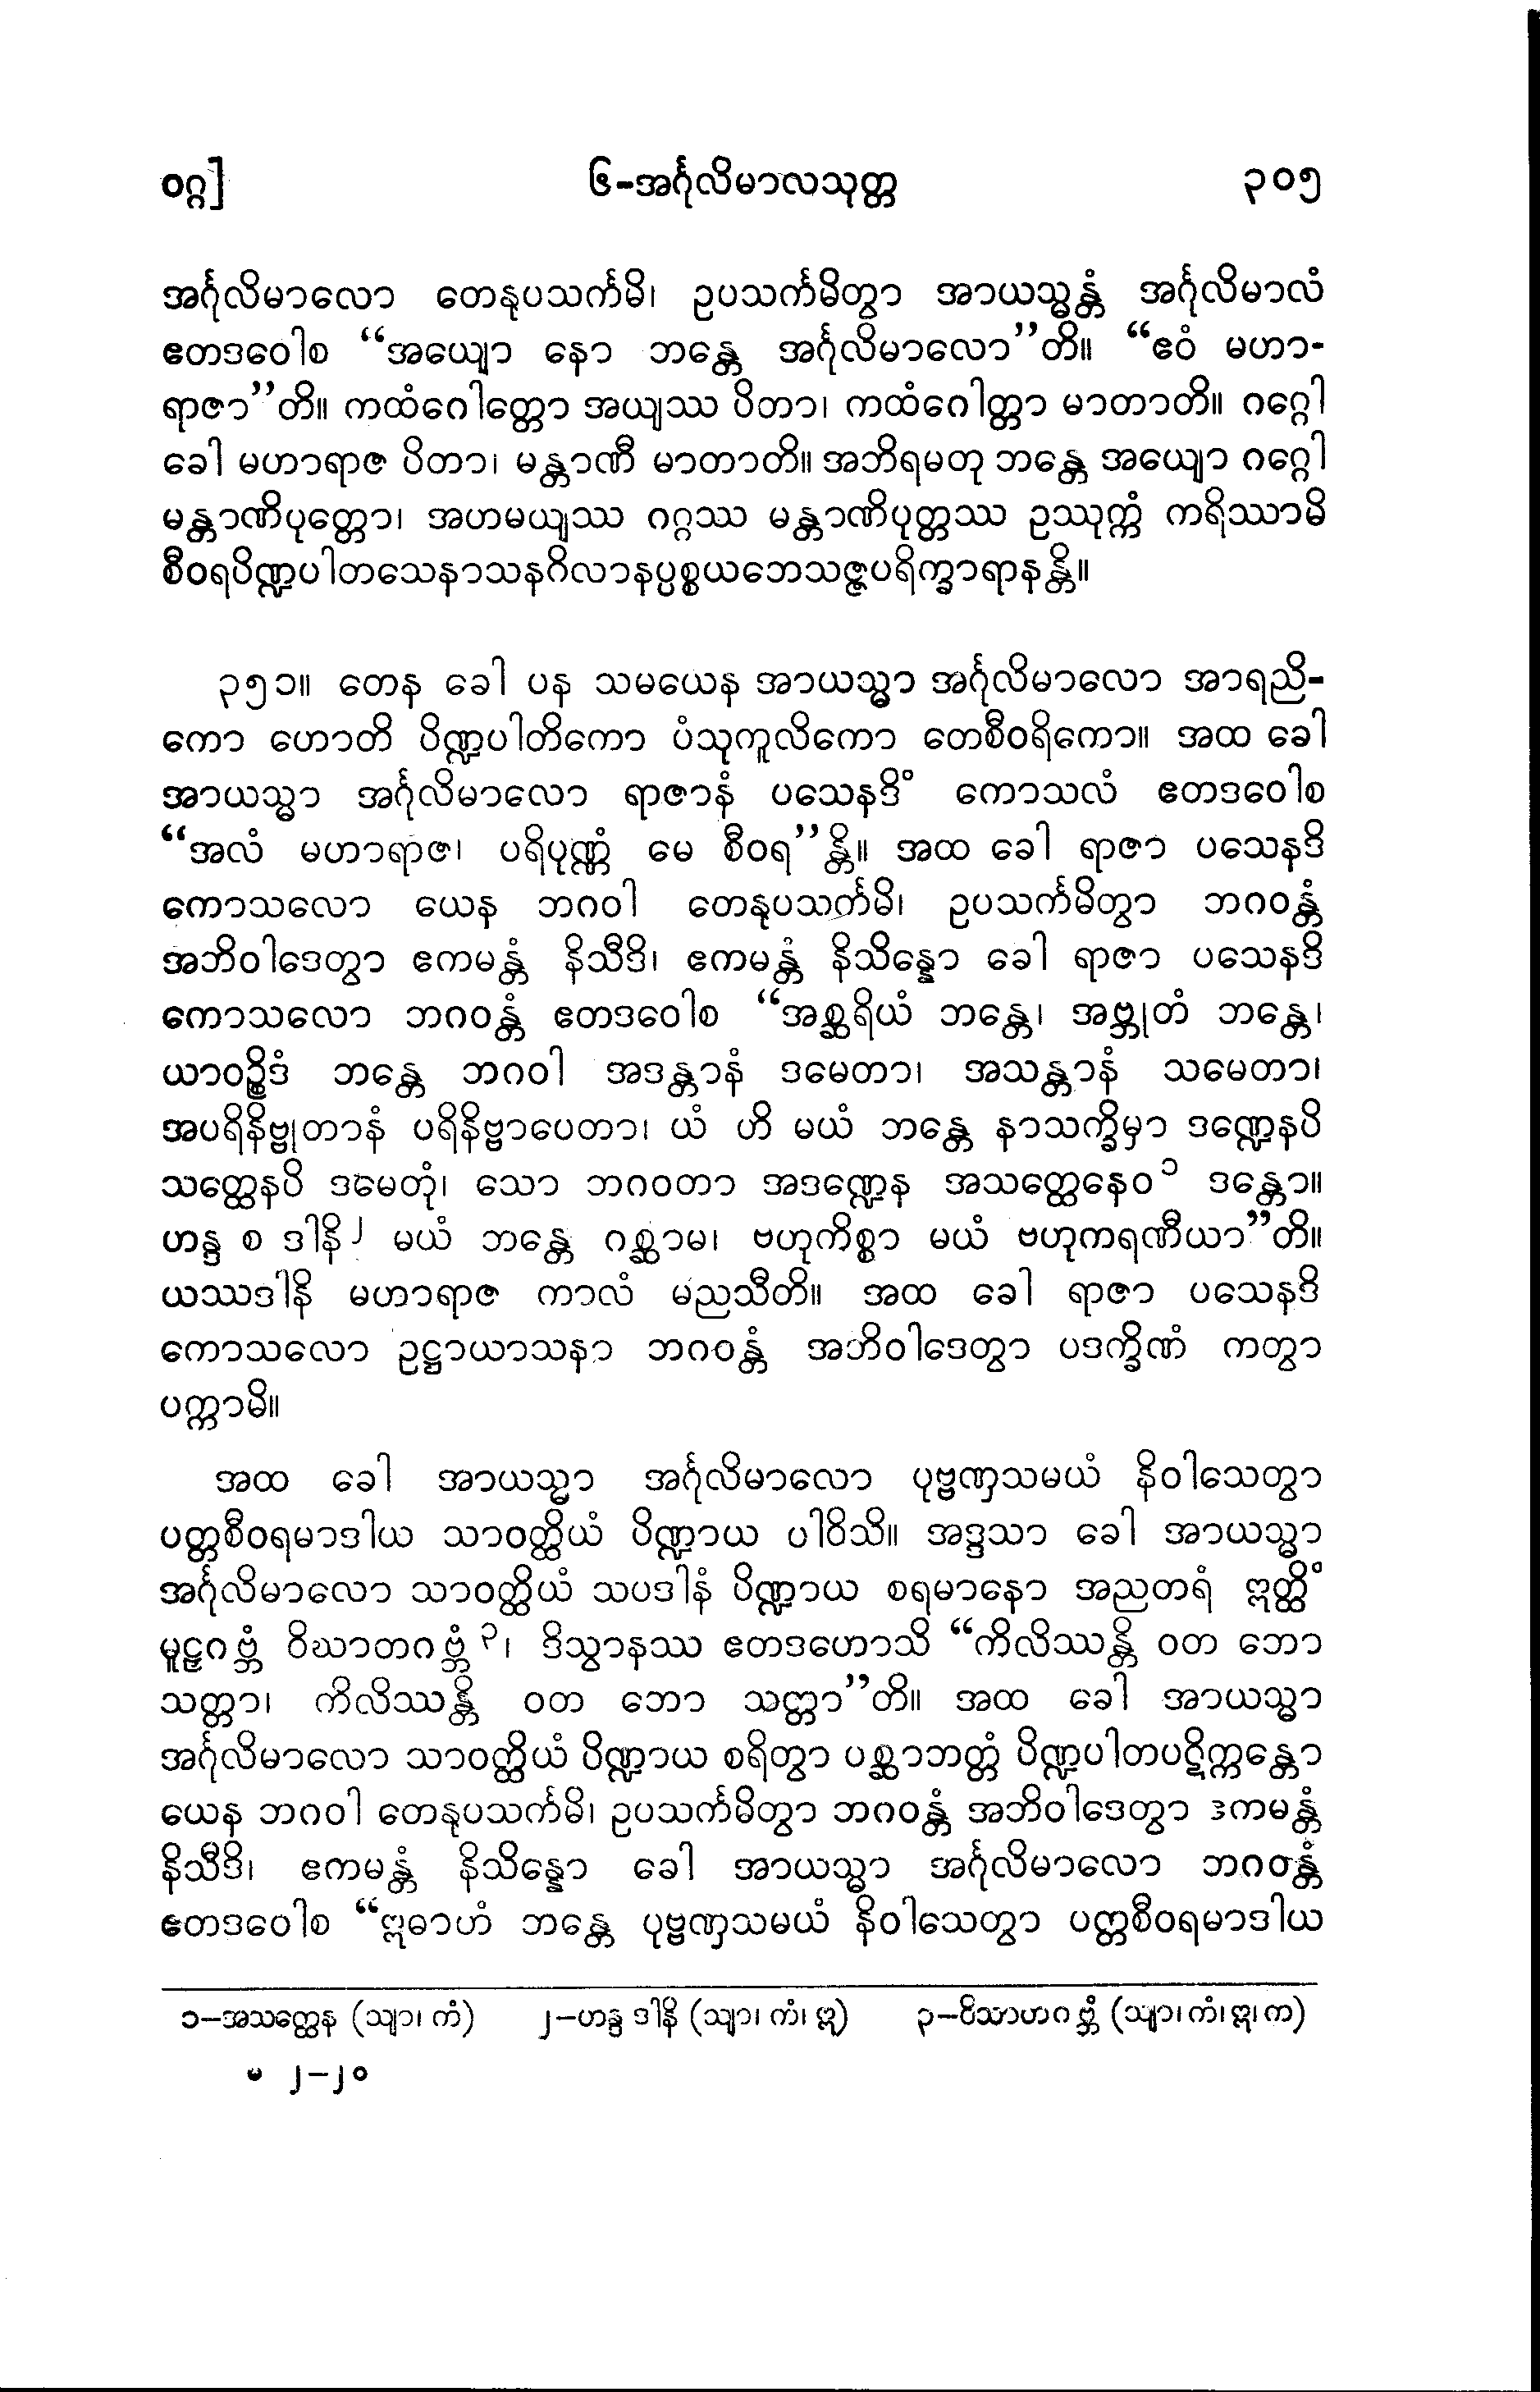 ဝဂ္ဂ] ၆-အင်္ဂုလိမာလသုတ္တ ၃၀၅
အင်္ဂုလိမာလော တေနုပသင်္ကမိ၊ ဥပသင်္ကမိတွာ အာယသ္မန္တံ အင်္ဂုလိမာလံ
ဧတဒဝေါစ “အယျော နော ဘန္တေ အင်္ဂုလိမာလော”တိ။ “ဧဝံ မဟာ-
ရာဇာ”တိ။ ကထံဂေါတ္တော အယျဿ ပိတာ၊ ကထံဂေါတ္တာ မာတာတိ။ ဂဂ္ဂေါ
ခေါ မဟာရာဇ ပိတာ၊ မန္တာဏီ မာတာတိ။ အဘိရမတု ဘန္တေ အယျော ဂဂ္ဂေါ
မန္တာဏိပုတ္တော၊ အဟမယျဿ ဂဂ္ဂဿ မန္တာဏိပုတ္တဿ ဥဿုက္ကံ ကရိဿာမိ
စီဝရပိဏ္ဍပါတသေနာသနဂိလာနပ္ပစ္စယဘေသဇ္ဇပရိက္ခာရာနန္တိ။
၃၅၁။ တေန ခေါ ပန သမယေန အာယသ္မာ အင်္ဂုလိမာလော အာရညိ-
ကော ဟောတိ ပိဏ္ဍပါတိကော ပံသုကူလိကော တေစီဝရိကော။ အထ ခေါ
အာယသ္မာ အင်္ဂုလိမာလော ရာဇာနံ ပသေနဒိံ ကောသလံ ဧတဒဝေါစ
“အလံ မဟာရာဇ၊ ပရိပုဏ္ဏံ မေ စီဝရ”န္တိ။ အထ ခေါ ရာဇာ ပသေနဒိ
ကောသလော ယေန ဘဂဝါ တေနုပသင်္ကမိ၊ ဥပသင်္ကမိတွာ ဘဂဝန္တံ
အဘိဝါဒေတွာ ဧကမန္တံ နိသီဒိ၊ ဧကမန္တံ နိသိန္နော ခေါ ရာဇာ ပသေနဒိ
ကောသလော ဘဂဝန္တံ ဧတဒဝေါစ “အစ္ဆရိယံ ဘန္တေ၊ အဗ္ဘုတံ ဘန္တေ၊
ယာဝဉ္စိဒံ ဘန္တေ ဘဂဝါ အဒန္တာနံ ဒမေတာ၊ အသန္တာနံ သမေတာ၊
အပရိနိဗ္ဗုတာနံ ပရိနိဗ္ဗာပေတာ၊ ယံ ဟိ မယံ ဘန္တေ နာသက္ခိမှာ ဒဏ္ဍေနပိ
သတ္ထေနပိ ဒမေတုံ၊ သော ဘဂဝတာ အဒဏ္ဍေန အသတ္ထေနေဝ၁ ဒန္တော။
ဟန္ဒ စ ဒါနိ၂ မယံ ဘန္တေ ဂစ္ဆာမ၊ ဗဟုကိစ္စာ မယံ ဗဟုကရဏီယာ”တိ။
ယဿဒါနိ မဟာရာဇ ကာလံ မညသီတိ။ အထ ခေါ ရာဇာ ပသေနဒိ
ကောသလော ဥဋ္ဌာယာသနာ ဘဂဝန္တံ အဘိဝါဒေတွာ ပဒက္ခိဏံ ကတွာ
ပက္ကာမိ။
အထ ခေါ အာယသ္မာ အင်္ဂုလိမာလော ပုဗ္ဗဏှသမယံ နိဝါသေတွာ
ပတ္တစီဝရမာဒါယ သာဝတ္ထိယံ ပိဏ္ဍာယ ပါဝိသိ။ အဒ္ဒသာ ခေါ အာယသ္မာ
အင်္ဂုလိမာလော သာဝတ္ထိယံ သပဒါနံ ပိဏ္ဍာယ စရမာနော အညတရံ ဣတ္ထိံ
မူဠှဂဗ္ဘံ ဝိဃာတဂဗ္ဘံ၃၊ ဒိသွာနဿ ဧတဒဟောသိ “ကိလိဿန္တိ ဝတ ဘော
သတ္တာ၊ ကိလိဿန္တိ ဝတ ဘော သတ္တာ”တိ။ အထ ခေါ အာယသ္မာ
အင်္ဂုလိမာလော သာဝတ္ထိယံ ပိဏ္ဍာယ စရိတွာ ပစ္ဆာဘတ္တံ ပိဏ္ဍပါတပဋိက္ကန္တော
ယေန ဘဂဝါ တေနုပသင်္ကမိ၊ ဥပသင်္ကမိတွာ ဘဂဝန္တံ အဘိဝါဒေတွာ ဧကမန္တံ
နိသီဒိ၊ ဧကမန္တံ နိသိန္နော ခေါ အာယသ္မာ အင်္ဂုလိမာလော ဘဂဝန္တံ
ဧတဒဝေါစ “ဣဓာဟံ ဘန္တေ ပုဗ္ဗဏှသမယံ နိဝါသေတွာ ပတ္တစီဝရမာဒါယ
၁–အသတ္ထေန (သျာ၊ ကံ) ၂–ဟန္ဒ ဒါနိ (သျာ၊ ကံ၊ ဣ) ၃–ဝိသာဟဂဗ္ဘံ (သျာ၊ ကံ၊ ဣ၊ က)
မ ၂–၂၀